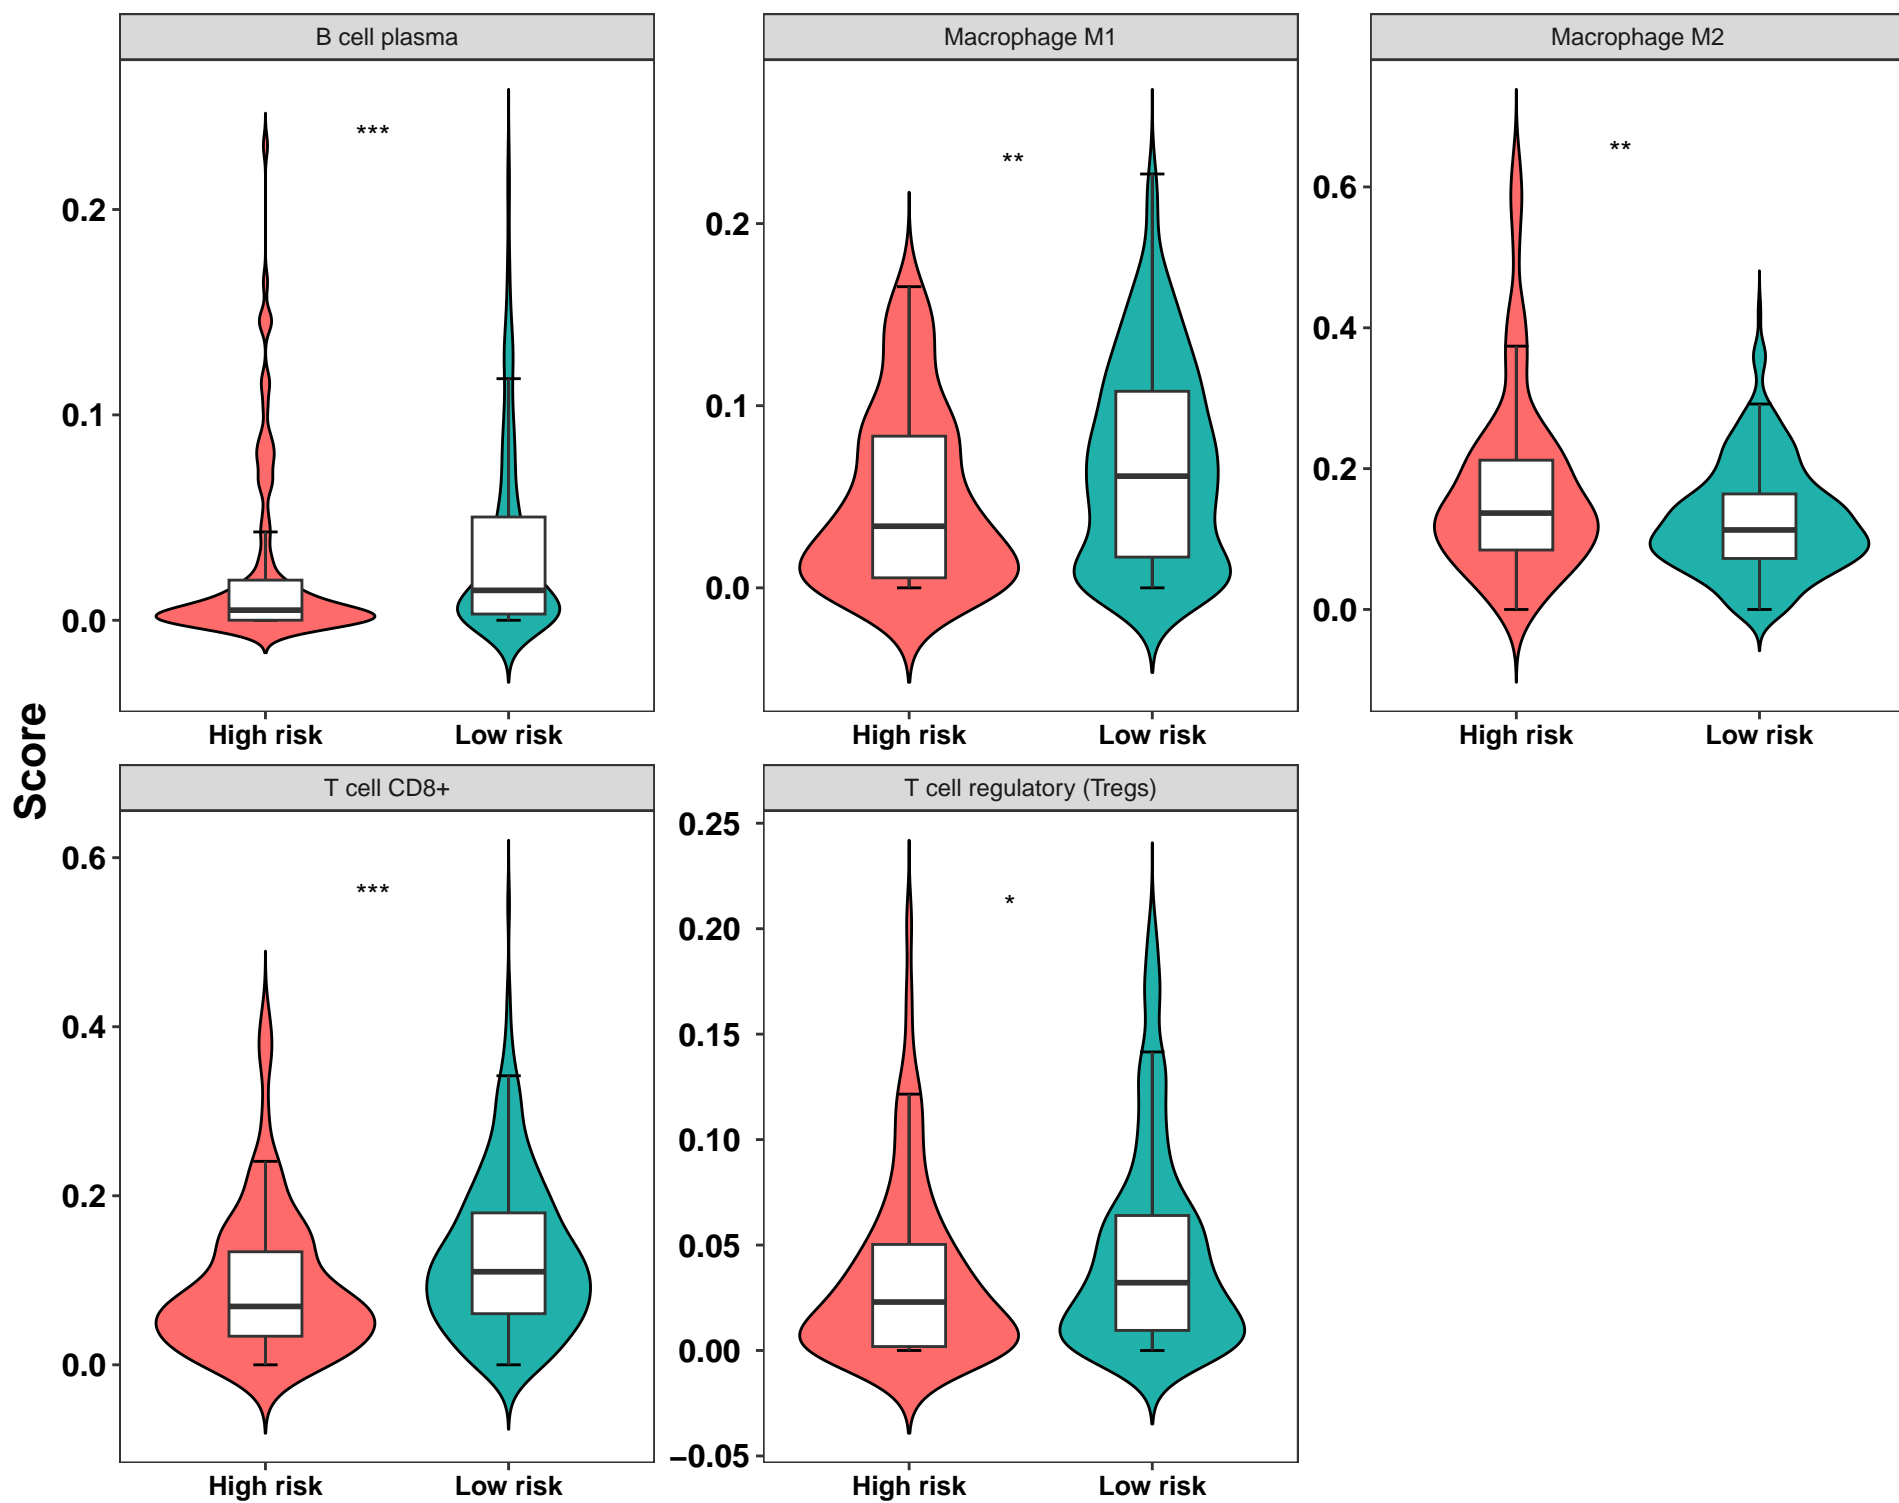 B cell plasma
Macrophage M1
Macrophage M2
***
**
**
0.2
0.1
0.0
0.2
0.1
0.0
0.6
0.4
0.2
0.0
High risk
Low risk
High risk
Low risk
High risk
Low risk
Score
T cell CD8+
T cell regulatory (Tregs)
***
*
0.6
0.4
0.2
0.0
0.25
0.20
0.15
0.10
0.05
0.00
−0.05
High risk
Low risk
High risk
Low risk